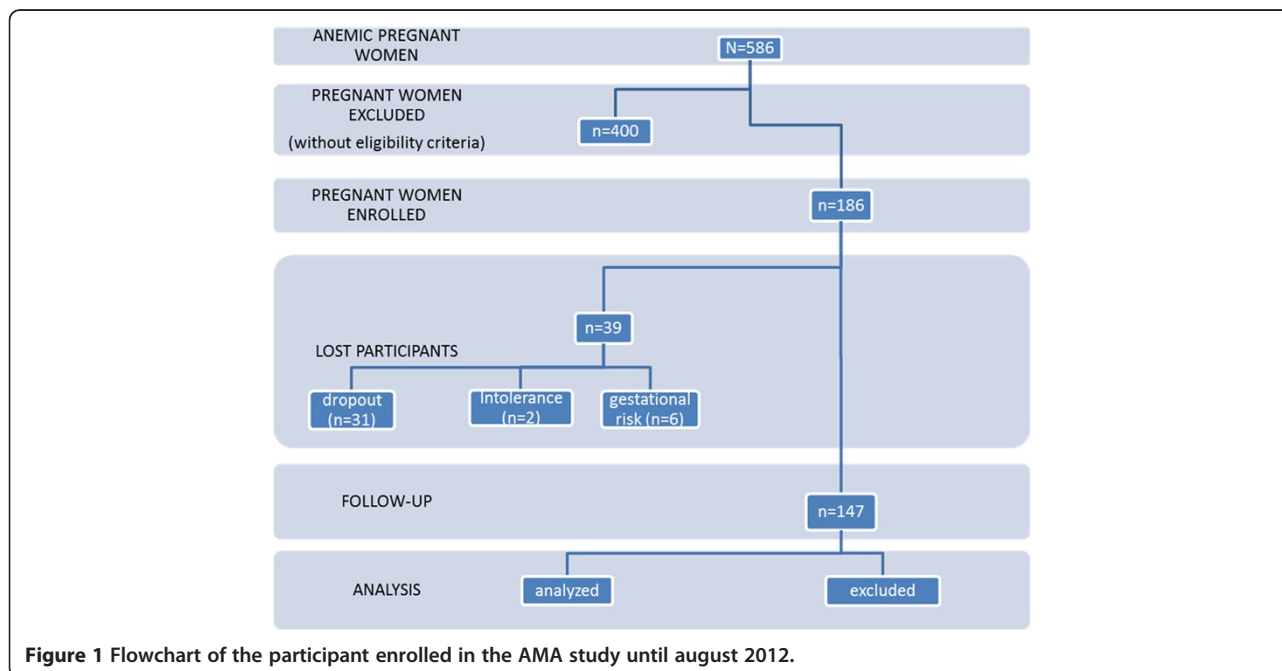 ANEMIC PREGNANT
WOMEN
N=586
PREGNANT WOMEN
EXCLUDED
(without eligibility criteria)
n=400
PREGNANT WOMEN
ENROLLED
n=186
n=39
LOST PARTICIPANTS
dropout
(n=31)
Intolerance
(n=2)
gestational
risk (n=6)
FOLLOW-UP
n=147
ANALYSIS
analyzed
excluded
Figure 1 Flowchart of the participant enrolled in the AMA study until august 2012.